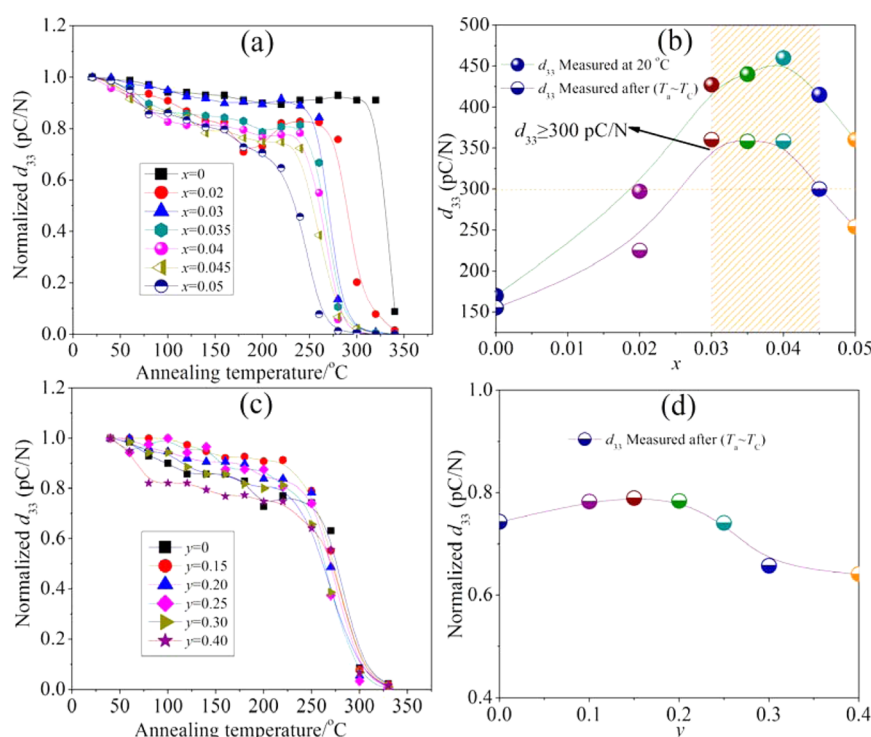 (a)
Normalized d33 (pC/N)
1.2
1.0
0.8
0.6
0.4
0.2
0.0
x=0
x=0.02
x=0.03
x=0.035
x=0.04
x=0.045
x=0.05
0 50 100 150 200 250 300 350
Annealing temperature/°C
(b)
d33 (pC/N)
500
450
400
350
300
250
200
150
d33 Measured at 20 °C
d33 Measured after (Ta~TC)
d33≥300 pC/N
0.00 0.01 0.02 0.03 0.04 0.05
x
(c)
Normalized d33 (pC/N)
1.2
1.0
0.8
0.6
0.4
0.2
0.0
y=0
y=0.15
y=0.20
y=0.25
y=0.30
y=0.40
0 50 100 150 200 250 300 350
Annealing temperature/°C
(d)
Normalized d33 (pC/N)
1.0
0.8
0.6
0.4
d33 Measured after (Ta~TC)
0.0 0.1 0.2 0.3 0.4
y